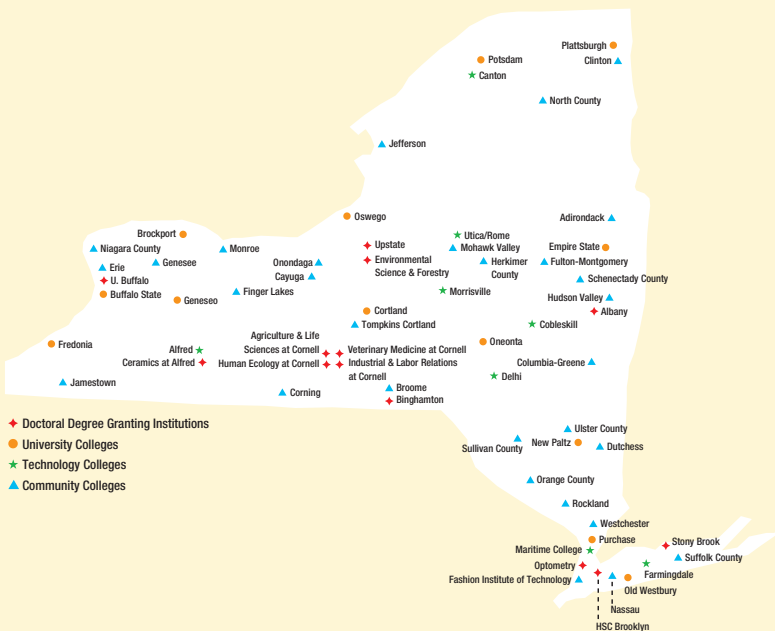 Plattsburgh
Potsdam
Clinton
Canton
North County
Jefferson
Oswego
Adirondack
Brockport
Utica/Rome
Niagara County
Monroe
Upstate
Mohawk Valley
Empire State
Erie
Genesee
Onondaga
Environmental
Science & Forestry
Herkimer
County
Fulton-Montgomery
U. Buffalo
Cayuga
Schenectady County
Buffalo State
Geneseo
Finger Lakes
Morrisville
Hudson Valley
Cortland
Albany
Tompkins Cortland
Cobleskill
Fredonia
Alfred
Ceramics at Alfred
Agriculture & Life
Sciences at Cornell
Human Ecology at Cornell
Veterinary Medicine at Cornell
Industrial & Labor Relations
at Cornell
Oneonta
Columbia-Greene
Delhi
Jamestown
Corning
Broome
Binghamton
Doctoral Degree Granting Institutions
University Colleges
Technology Colleges
Community Colleges
Ulster County
Sullivan County
New Paltz
Dutchess
Orange County
Rockland
Westchester
Purchase
Maritime College
Stony Brook
Optometry
Suffolk County
Fashion Institute of Technology
Farmingdale
Old Westbury
Nassau
HSC Brooklyn